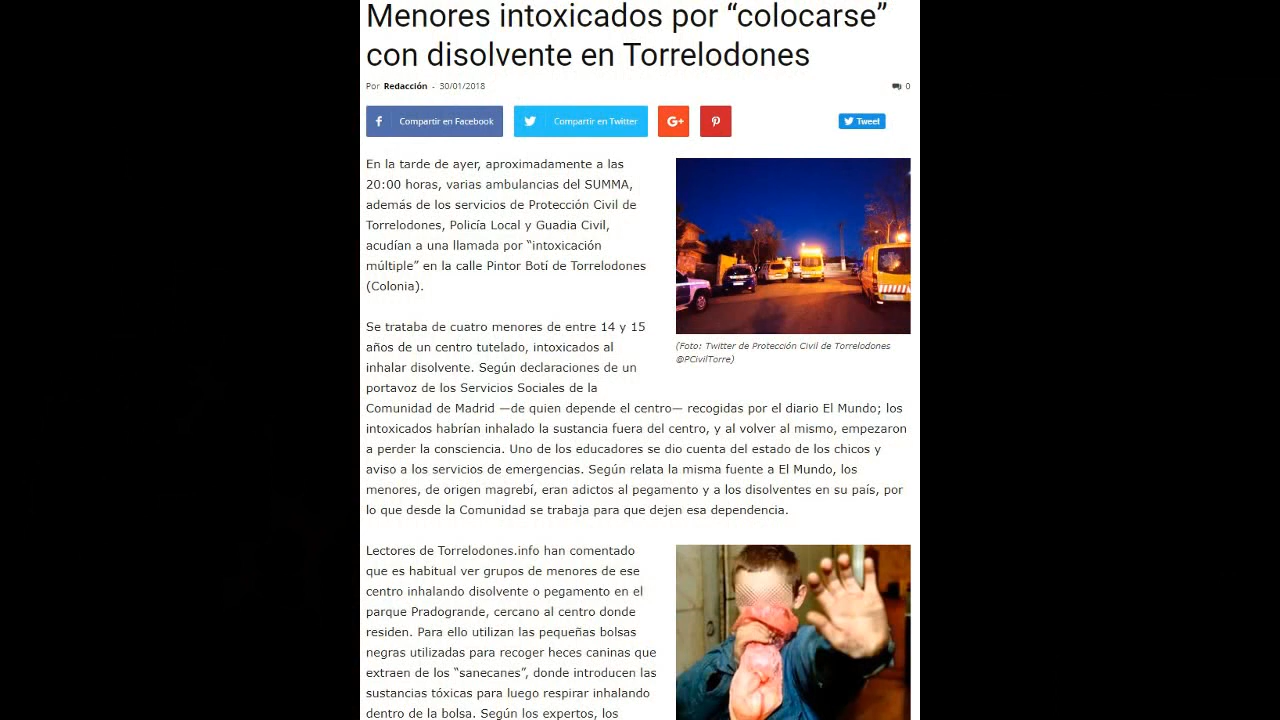 Menores intoxicados por “colocarse”
con disolvente en Torrelodones
Por Redacción - 30/01/2018
0
Compartir en Facebook
Compartir en Twitter
G+
Tweet
En la tarde de ayer, aproximadamente a las
20:00 horas, varias ambulancias del SUMMA,
además de los servicios de Protección Civil de
Torrelodones, Policía Local y Guadia Civil,
acudían a una llamada por “intoxicación
múltiple” en la calle Pintor Botí de Torrelodones
(Colonia).
(Foto: Twitter de Protección Civil de Torrelodones
@PCivilTorre)
Se trataba de cuatro menores de entre 14 y 15
años de un centro tutelado, intoxicados al
inhalar disolvente. Según declaraciones de un
portavoz de los Servicios Sociales de la
Comunidad de Madrid —de quien depende el centro— recogidas por el diario El Mundo; los
intoxicados habrían inhalado la sustancia fuera del centro, y al volver al mismo, empezaron
a perder la consciencia. Uno de los educadores se dio cuenta del estado de los chicos y
aviso a los servicios de emergencias. Según relata la misma fuente a El Mundo, los
menores, de origen magrebí, eran adictos al pegamento y a los disolventes en su país, por
lo que desde la Comunidad se trabaja para que dejen esa dependencia.
Lectores de Torrelodones.info han comentado
que es habitual ver grupos de menores de ese
centro inhalando disolvente o pegamento en el
parque Pradogrande, cercano al centro donde
residen. Para ello utilizan las pequeñas bolsas
negras utilizadas para recoger heces caninas que
extraen de los “sanecanes”, donde introducen las
sustancias tóxicas para luego respirar inhalando
dentro de la bolsa. Según los expertos, los